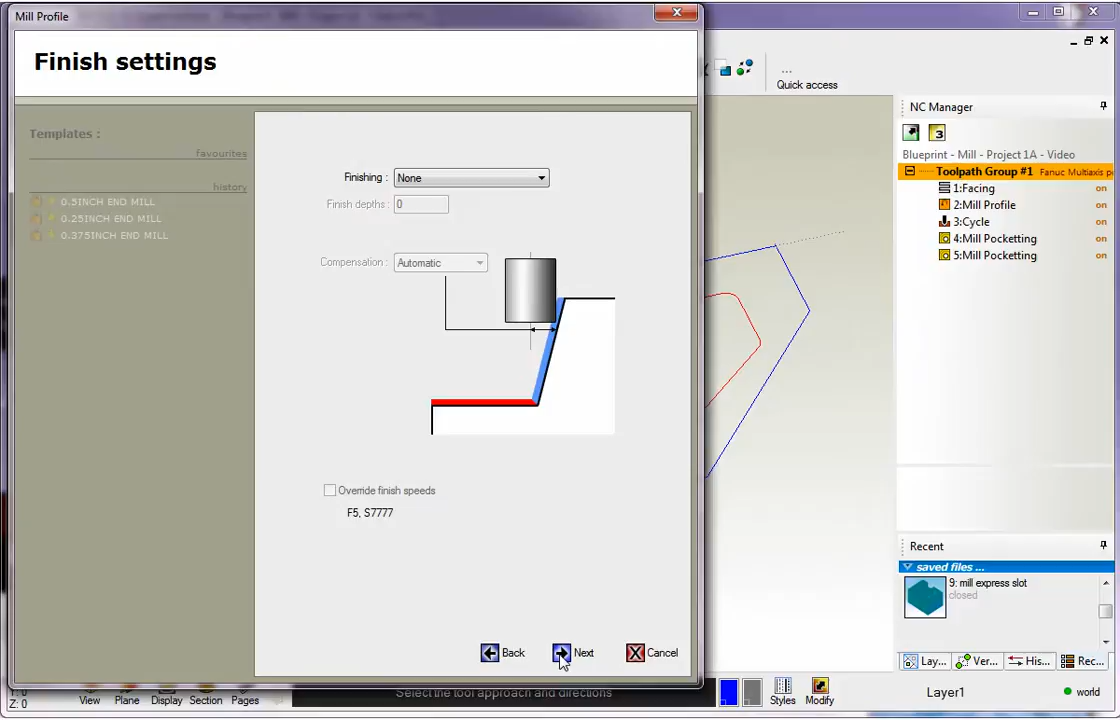 Mill Profile
Finish settings
Templates :
favourites
history
0.5INCH END MILL
0.25INCH END MILL
0.375INCH END MILL
Finishing : None
Finish depths : 0
Compensation : Automatic
Override finish speeds
F5, S7777
Back
Next
Cancel
...
Quick access
NC Manager
3
Blueprint - Mill - Project 1A - Video
Toolpath Group #1 Fanuc Multiaxis p
1:Facing on
2:Mill Profile on
3:Cycle on
4:Mill Pocketting on
5:Mill Pocketting on
Recent
saved files ...
9: mill express slot
closed
Lay... Ver... His... Rec...
Z: 0
View Plane Display Section Pages
Select the tool approach and directions
Styles Modify
Layer1
world